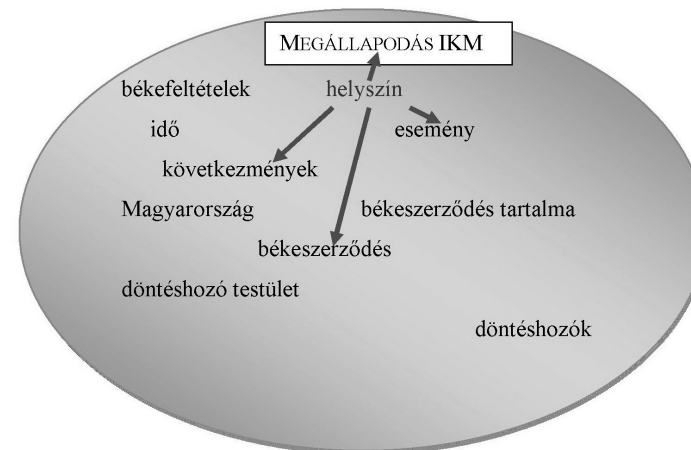 MEGÁLLAPODÁS IKM
békefeltételek
helyszín
idő
esemény
következmények
Magyarország
békeszerződés tartalma
békeszerződés
döntéshozó testület
döntéshozók